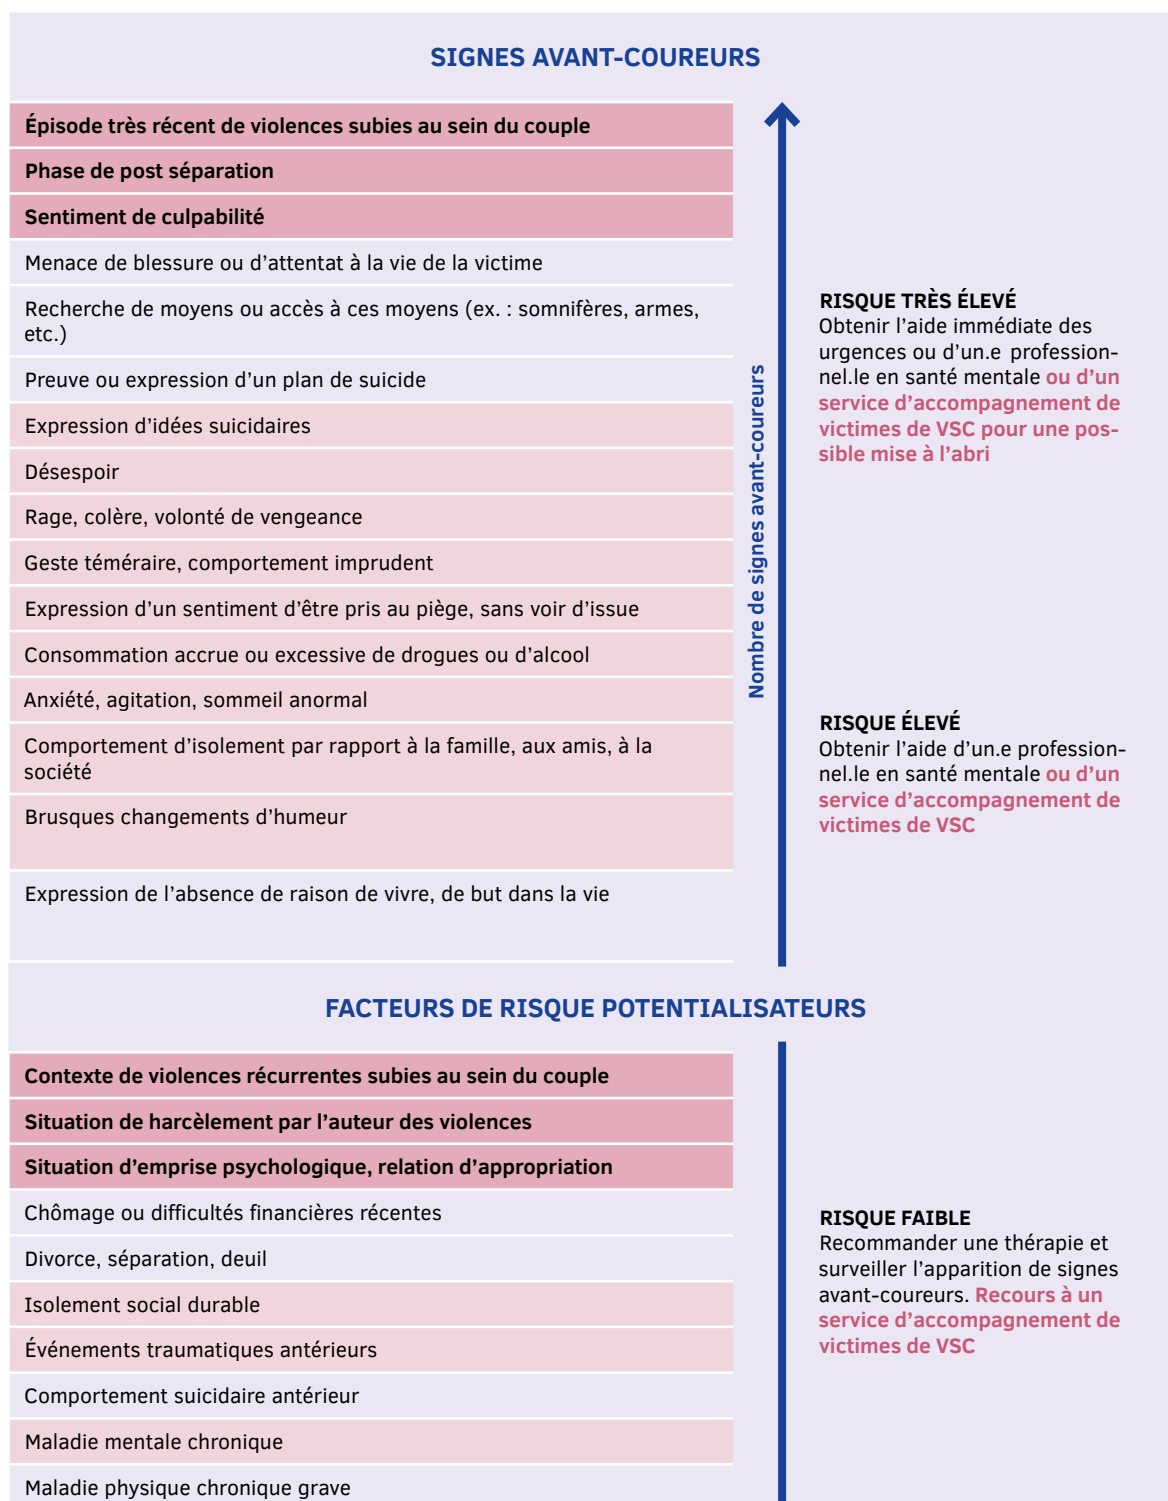 SIGNES AVANT-COUREURS
Épisode très récent de violences subies au sein du couple
Phase de post séparation
Sentiment de culpabilité
Menace de blessure ou d'attentat à la vie de la victime
Recherche de moyens ou accès à ces moyens (ex. : somnifères, armes,
etc.)
Preuve ou expression d'un plan de suicide
Expression d'idées suicidaires
Désespoir
Rage, colère, volonté de vengeance
Geste téméraire, comportement imprudent
Expression d'un sentiment d'être pris au piège, sans voir d'issue
Consommation accrue ou excessive de drogues ou d'alcool
Anxiété, agitation, sommeil anormal
Comportement d'isolement par rapport à la famille, aux amis, à la
société
Brusques changements d'humeur
Expression de l'absence de raison de vivre, de but dans la vie
Nombre de signes avant-coureurs
RISQUE TRÈS ÉLEVÉ
Obtenir l'aide immédiate des
urgences ou d'un.e profession-
nel.le en santé mentale ou d'un
service d'accompagnement de
victimes de VSC pour une pos-
sible mise à l'abri
RISQUE ÉLEVÉ
Obtenir l'aide d'un.e profession-
nel.le en santé mentale ou d'un
service d'accompagnement de
victimes de VSC
FACTEURS DE RISQUE POTENTIALISATEURS
Contexte de violences récurrentes subies au sein du couple
Situation de harcèlement par l'auteur des violences
Situation d'emprise psychologique, relation d'appropriation
Chômage ou difficultés financières récentes
Divorce, séparation, deuil
Isolement social durable
Événements traumatiques antérieurs
Comportement suicidaire antérieur
Maladie mentale chronique
Maladie physique chronique grave
RISQUE FAIBLE
Recommander une thérapie et
surveiller l'apparition de signes
avant-coureurs. Recours à un
service d'accompagnement de
victimes de VSC